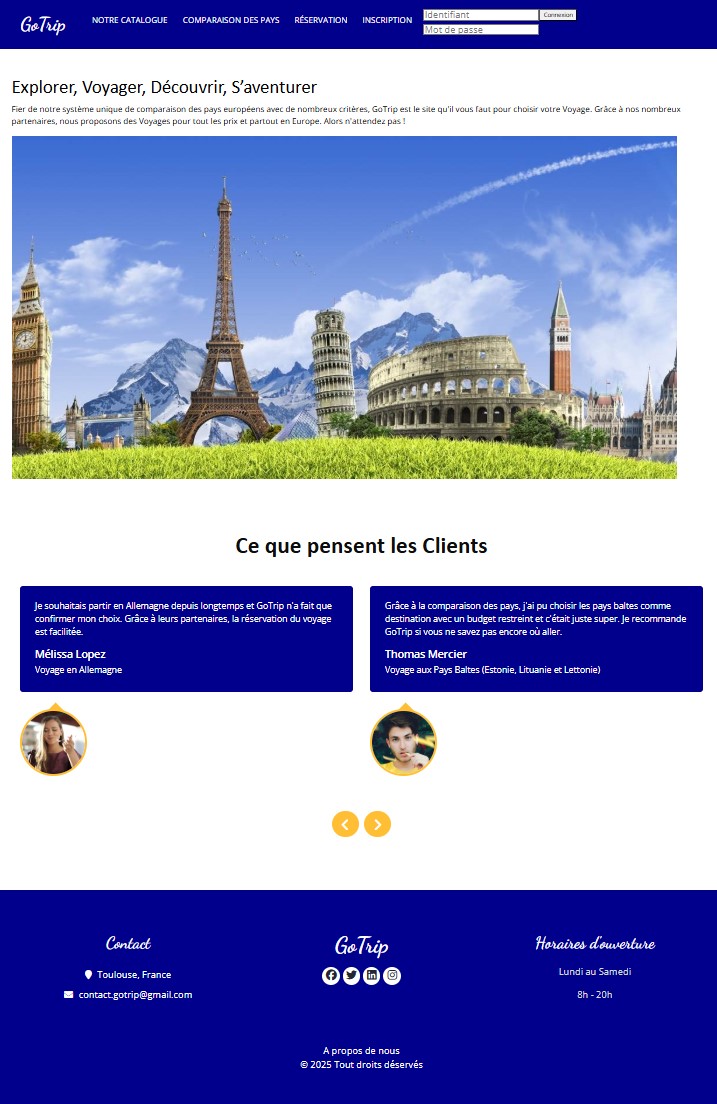 GoTrip
NOTRE CATALOGUE
COMPARAISON DES PAYS
RÉSERVATION
INSCRIPTION
Identifiant
Connexion
Mot de passe
Explorer, Voyager, Découvrir, S’aventurer
Fier de notre système unique de comparaison des pays européens avec de nombreux critères, GoTrip est le site qu'il vous faut pour choisir votre Voyage. Grâce à nos nombreux
partenaires, nous proposons des Voyages pour tout les prix et partout en Europe. Alors n'attendez pas !
Ce que pensent les Clients
Je souhaitais partir en Allemagne depuis longtemps et GoTrip n'a fait que
confirmer mon choix. Grâce à leurs partenaires, la réservation du voyage
est facilitée.
Mélissa Lopez
Voyage en Allemagne
Grâce à la comparaison des pays, j'ai pu choisir les pays baltes comme
destination avec un budget restreint et c'était juste super. Je recommande
GoTrip si vous ne savez pas encore où aller.
Thomas Mercier
Voyage aux Pays Baltes (Estonie, Lituanie et Lettonie)
Contact
Toulouse, France
contact.gotrip@gmail.com
GoTrip
Horaires d'ouverture
Lundi au Samedi
8h - 20h
A propos de nous
© 2025 Tout droits déservés